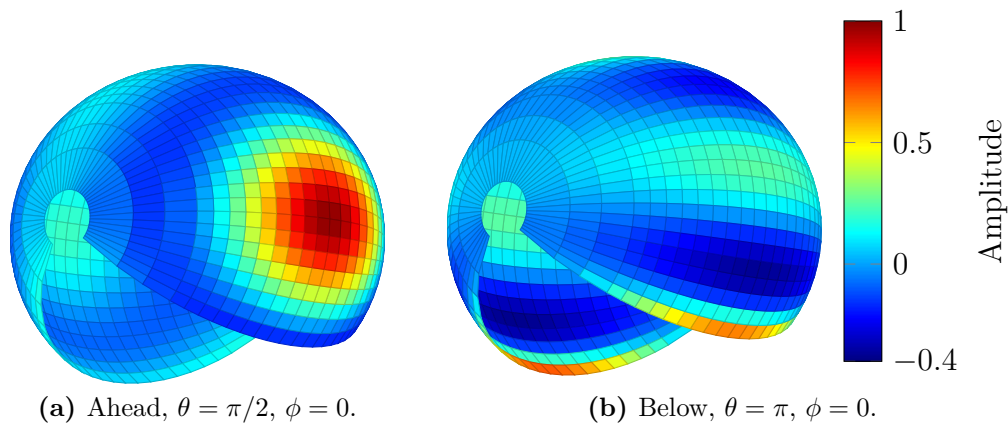 1
0.5
0
−0.4
Amplitude
(a) Ahead, θ = π/2, ϕ = 0.
(b) Below, θ = π, ϕ = 0.